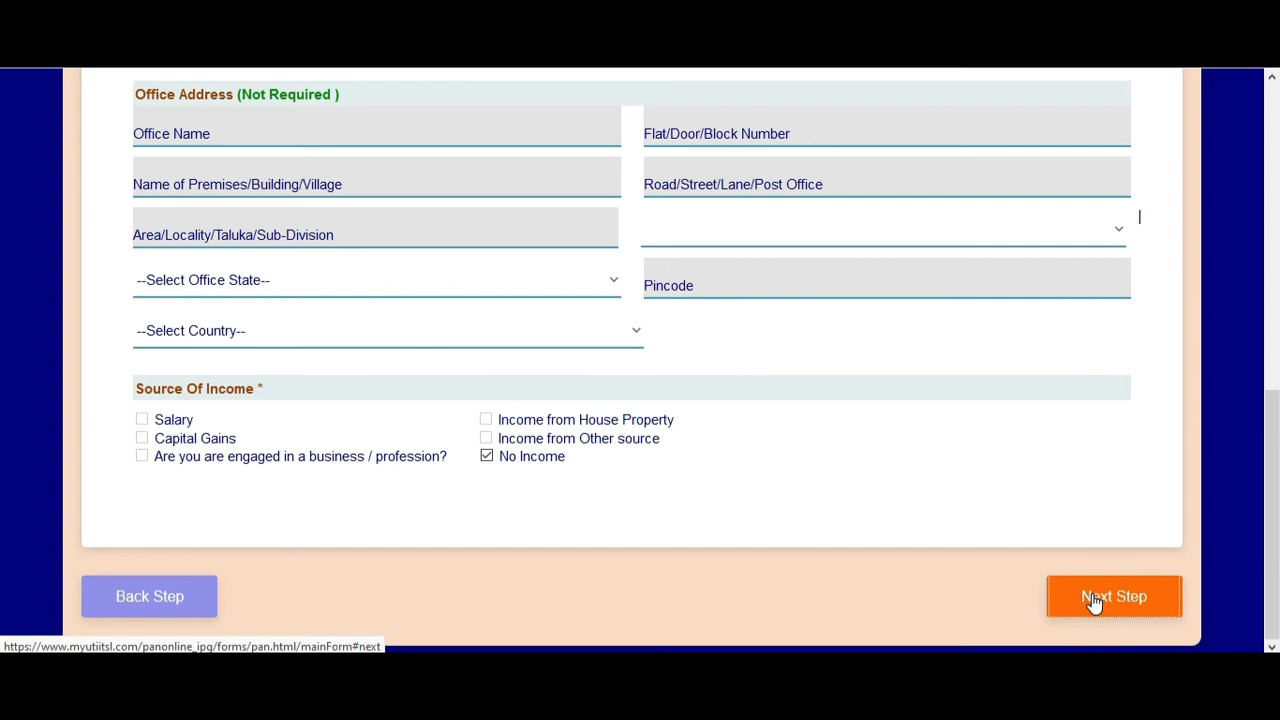 Office Address (Not Required )
Office Name
Flat/Door/Block Number
Name of Premises/Building/Village
Road/Street/Lane/Post Office
Area/Locality/Taluka/Sub-Division
--Select Office State--
Pincode
--Select Country--
Source Of Income *
Salary
Income from House Property
Capital Gains
Income from Other source
Are you are engaged in a business / profession?
No Income
Back Step
Next Step
https://www.myutiitsl.com/panonline_ipg/forms/pan.html/mainForm#next